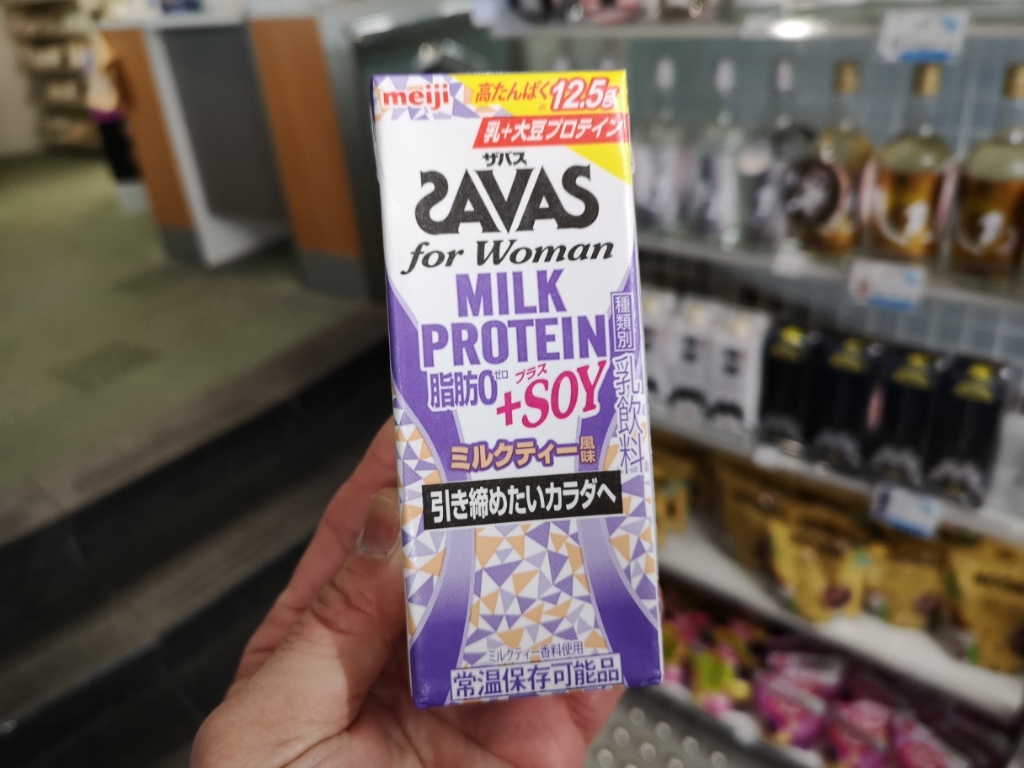 meiji
高たんぱく※12.5g
乳+大豆プロテイン
ザバス
SAVAS
for Woman
MILK
PROTEIN
脂肪0ゼロ
プラス
+SOY
種類別 乳飲料
ミルクティー風味
引き締めたいカラダへ
ミルクティー香料使用
常温保存可能品